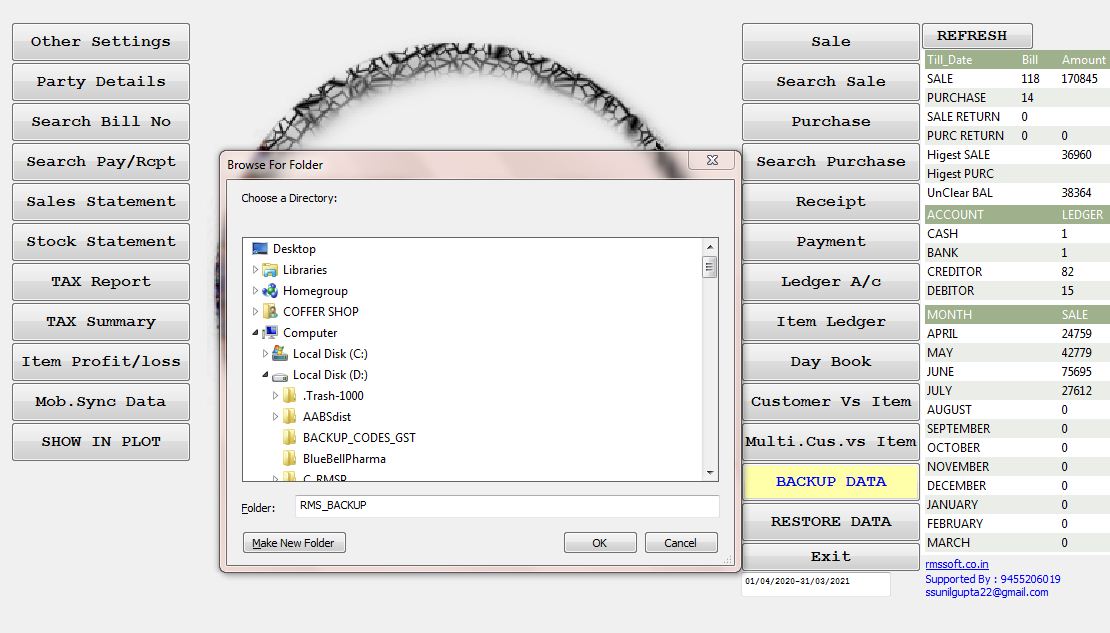 Other Settings
Party Details
Search Bill No
Search Pay/Rcpt
Sales Statement
Stock Statement
TAX Report
TAX Summary
Item Profit/loss
Mob.Sync Data
SHOW IN PLOT
Browse For Folder
Choose a Directory:
Desktop
Libraries
Homegroup
COFFER SHOP
Computer
Local Disk (C:)
Local Disk (D:)
.Trash-1000
AABSdist
BACKUP_CODES_GST
BlueBellPharma
C_RMSP
Folder: RMS_BACKUP
Make New Folder OK Cancel
Sale
Search Sale
Purchase
Search Purchase
Receipt
Payment
Ledger A/c
Item Ledger
Day Book
Customer Vs Item
Multi.Cus.vs Item
BACKUP DATA
RESTORE DATA
Exit
01/04/2020-31/03/2021
REFRESH
Till_Date Bill Amount
SALE 118 170845
PURCHASE 14
SALE RETURN 0
PURC RETURN 0 0
Higest SALE 36960
Higest PURC
UnClear BAL 38364
ACCOUNT LEDGER
CASH 1
BANK 1
CREDITOR 82
DEBITOR 15
MONTH SALE
APRIL 24759
MAY 42779
JUNE 75695
JULY 27612
AUGUST 0
SEPTEMBER 0
OCTOBER 0
NOVEMBER 0
DECEMBER 0
JANUARY 0
FEBRUARY 0
MARCH 0
rmssoft.co.in
Supported By : 9455206019
ssunilgupta22@gmail.com